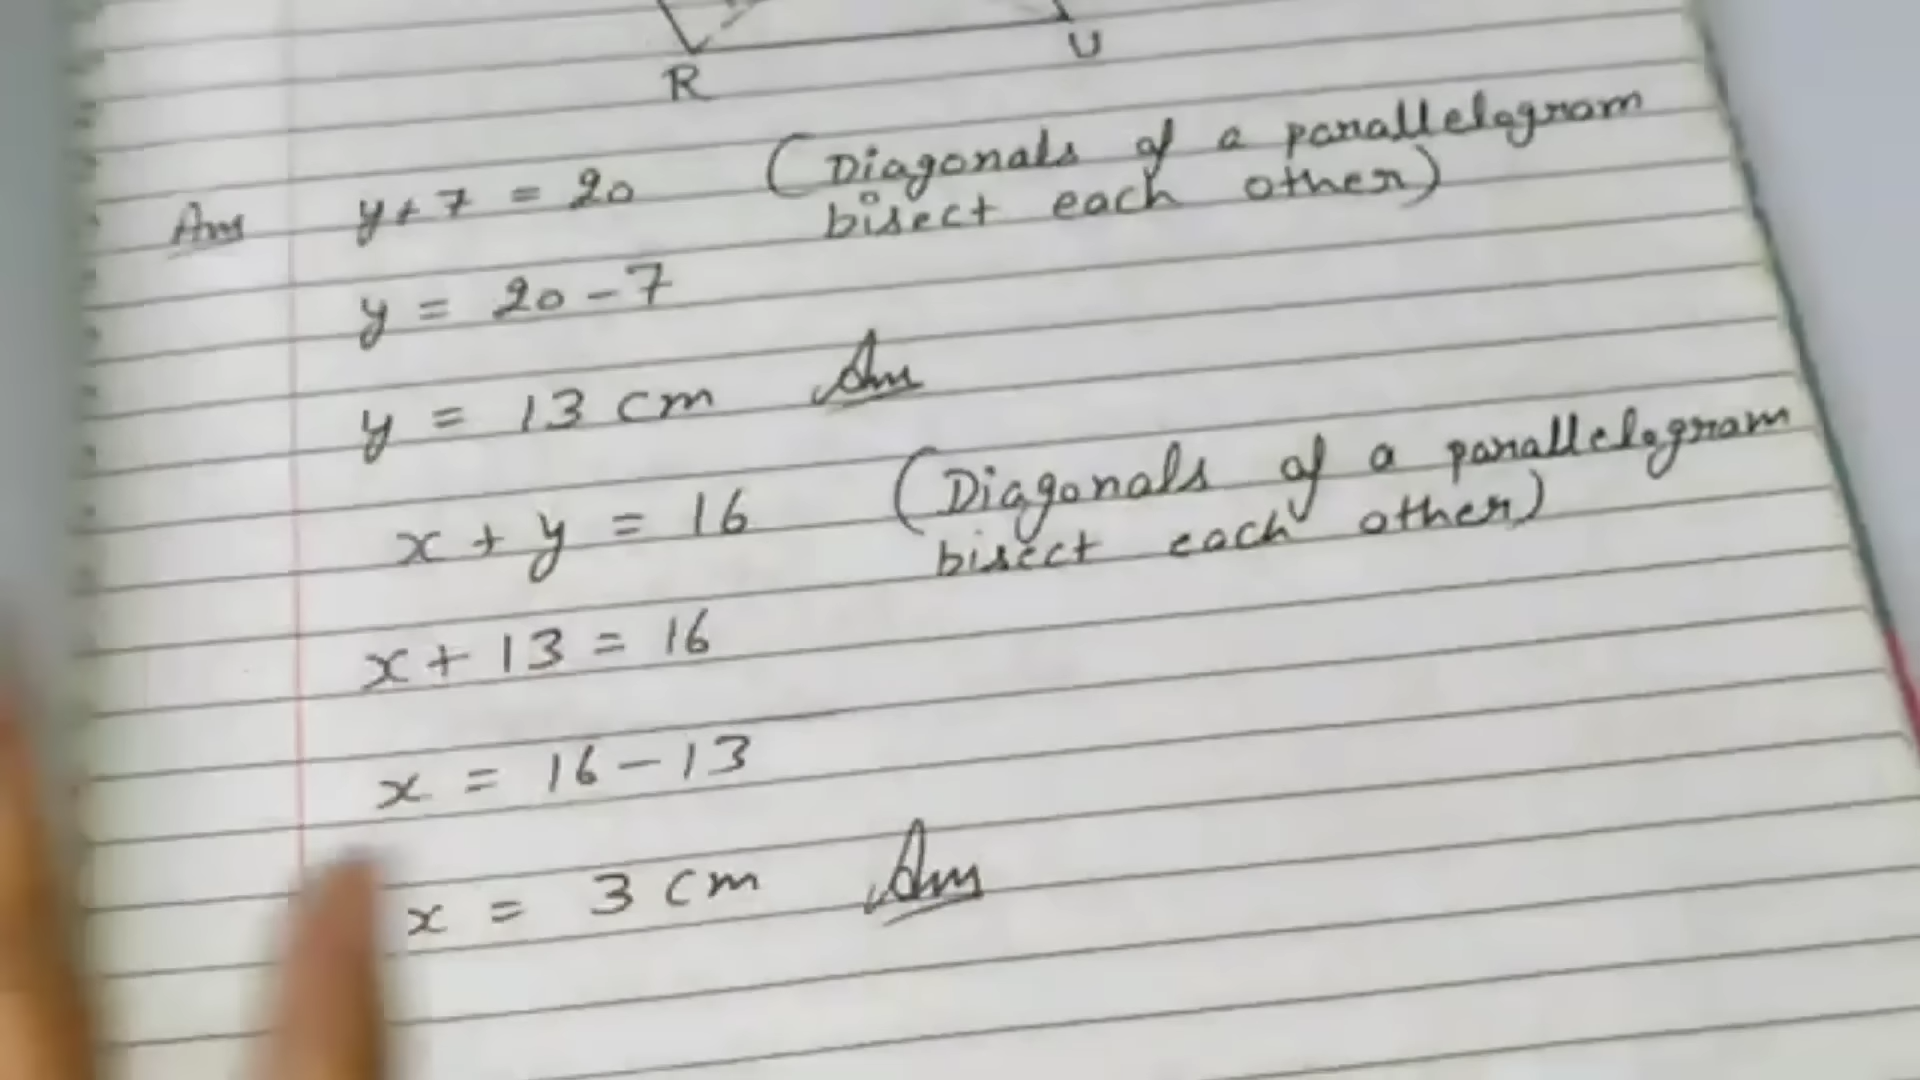 R U
Ans y+7 = 20 (Diagonals of a parallelogram
bisect each other)
y = 20-7
y = 13 cm Ans
x + y = 16 (Diagonals of a parallelogram
bisect each other)
x + 13 = 16
x = 16-13
x = 3 cm Ans